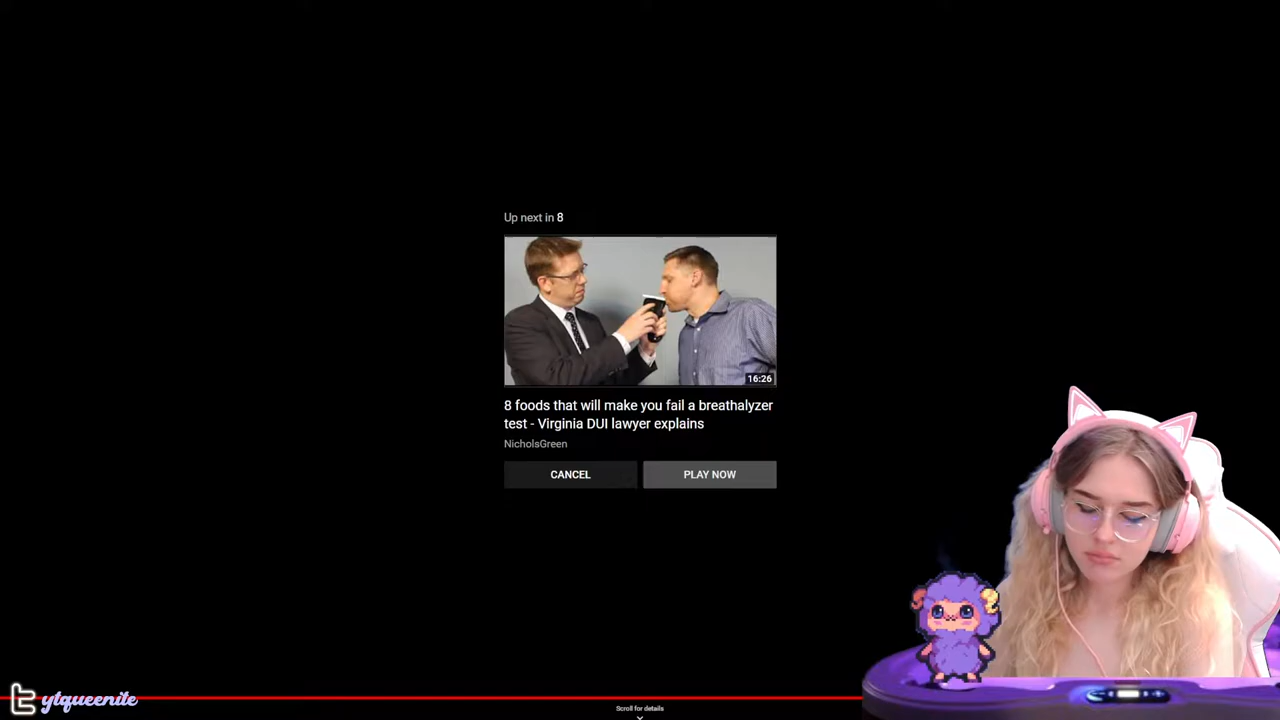 Up next in 8
16:26
8 foods that will make you fail a breathalyzer
test - Virginia DUI lawyer explains
NicholsGreen
CANCEL
PLAY NOW
ytqueenite
Scroll for details